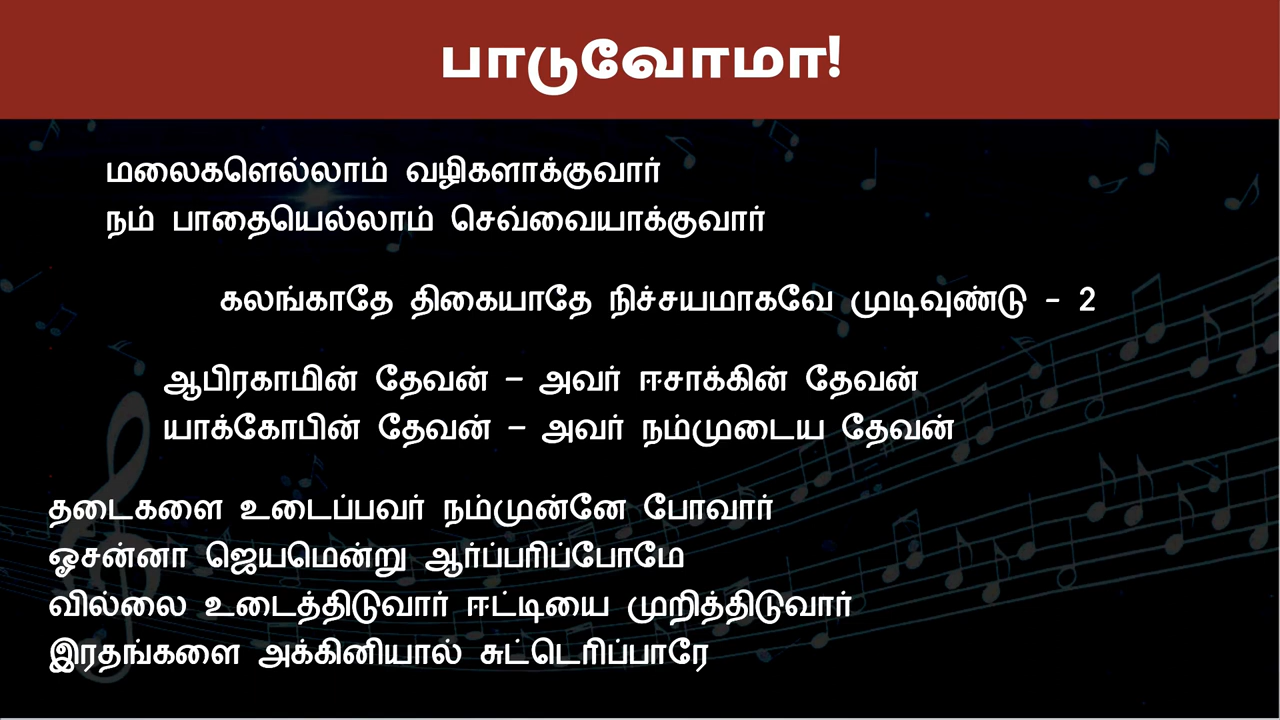 பாடுவோமா!
மலைகளெல்லாம் வழிகளாக்குவார்
நம் பாதையெல்லாம் செவ்வையாக்குவார்
கலங்காதே திகையாதே நிச்சயமாகவே முடிவுண்டு - 2
ஆபிரகாமின் தேவன் – அவர் ஈசாக்கின் தேவன்
யாக்கோபின் தேவன் – அவர் நம்முடைய தேவன்
தடைகளை உடைப்பவர் நம்முன்னே போவார்
ஓசன்னா ஜெயமென்று ஆர்ப்பரிப்போமே
வில்லை உடைத்திடுவார் ஈட்டியை முறித்திடுவார்
இரதங்களை அக்கினியால் சுட்டெரிப்பாரே